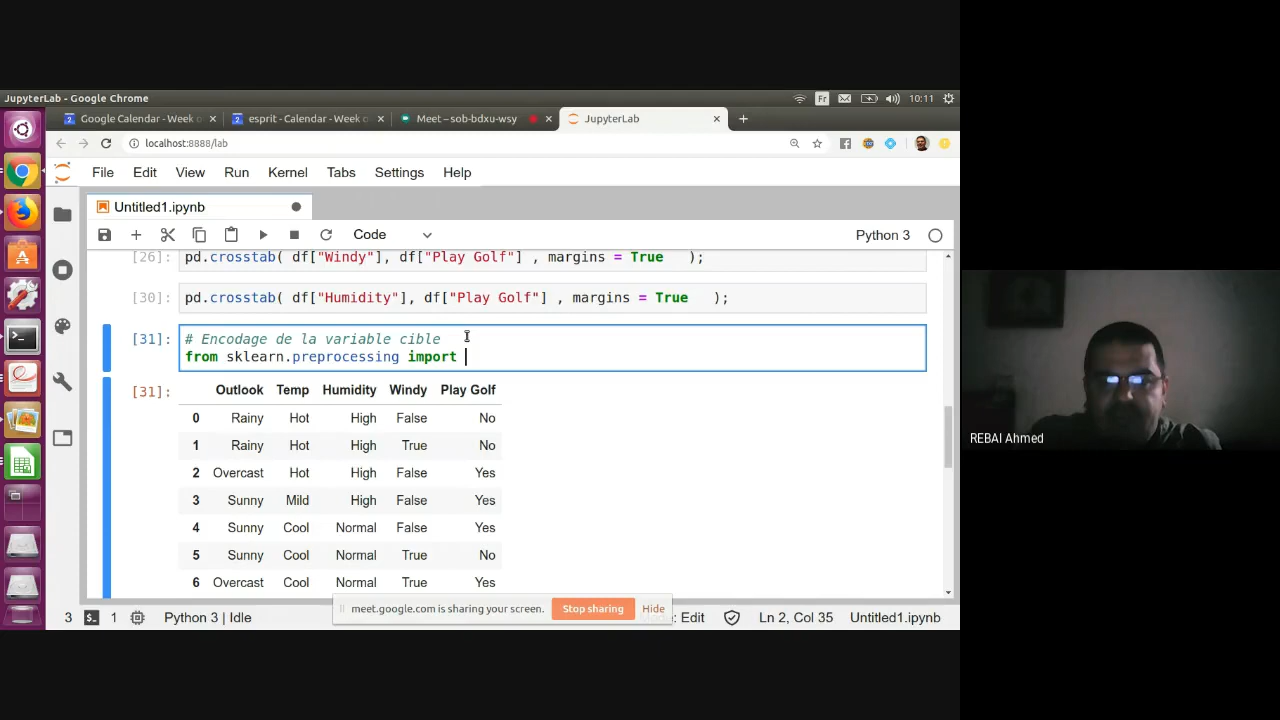 JupyterLab - Google Chrome
Fr
10:11
Google Calendar - Week o
esprit - Calendar - Week o
Meet – sob-bdxu-wsy
JupyterLab
localhost:8888/lab
File Edit View Run Kernel Tabs Settings Help
Untitled1.ipynb
Code
Python 3
[26]: pd.crosstab( df["Windy"], df["Play Golf"] , margins = True );
[30]: pd.crosstab( df["Humidity"], df["Play Golf"] , margins = True );
[31]: # Encodage de la variable cible
from sklearn.preprocessing import
[31]: Outlook Temp Humidity Windy Play Golf
0 Rainy Hot High False No
1 Rainy Hot High True No
2 Overcast Hot High False Yes
3 Sunny Mild High False Yes
4 Sunny Cool Normal False Yes
5 Sunny Cool Normal True No
6 Overcast Cool Normal True Yes
meet.google.com is sharing your screen. Stop sharing Hide
3 1 Python 3 | Idle Edit Ln 2, Col 35 Untitled1.ipynb
REBAI Ahmed